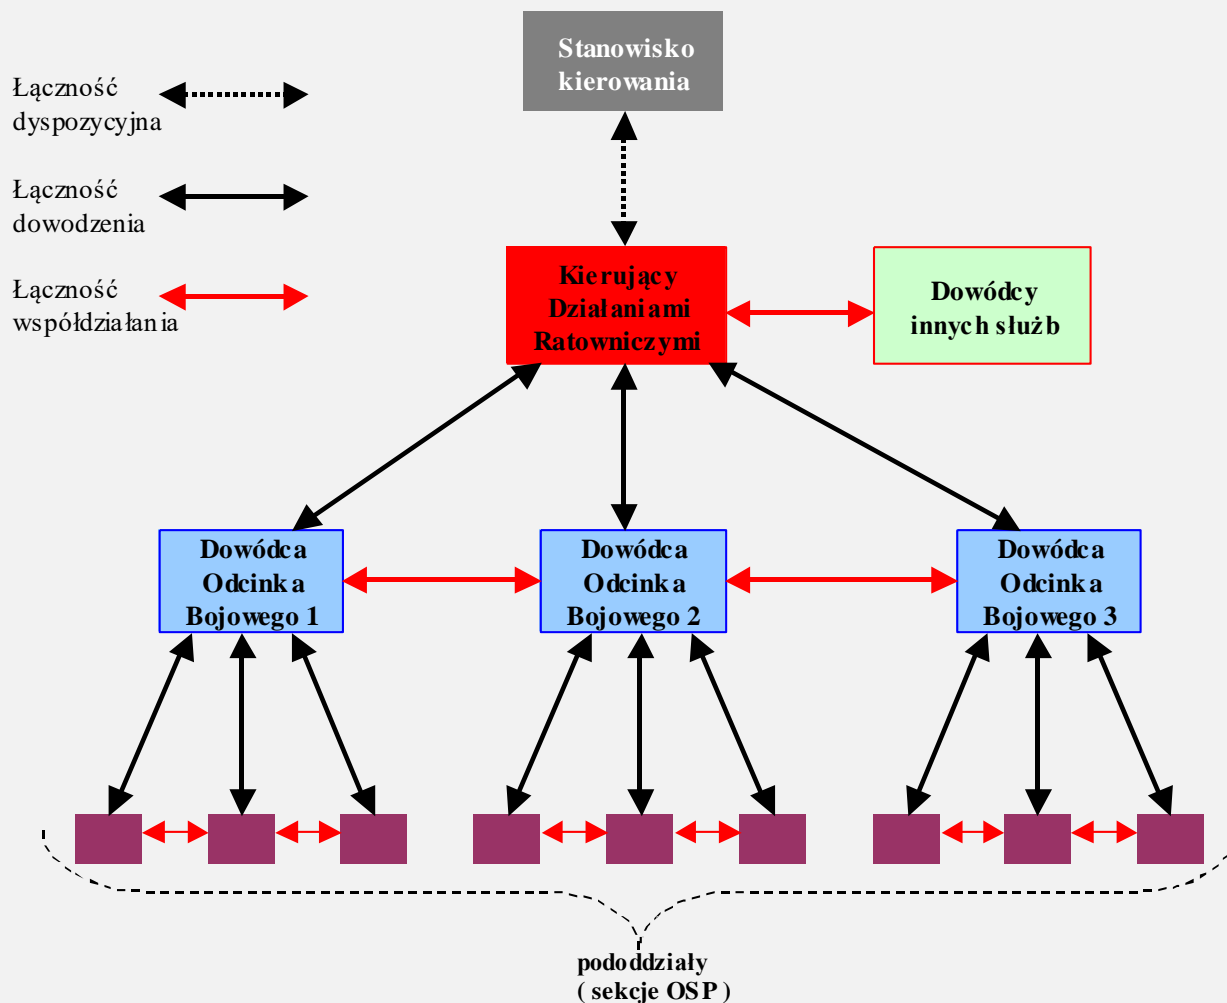 Stanowisko
kierowania
Łączność
dyspozycyjna
Łączność
dowodzenia
Łączność
współdziałania
Kierujący
Działaniami
Ratowniczymi
Dowódcy
innych służb
Dowódca
Odcinka
Bojowego 1
Dowódca
Odcinka
Bojowego 2
Dowódca
Odcinka
Bojowego 3
pododdziały
( sekcje OSP )